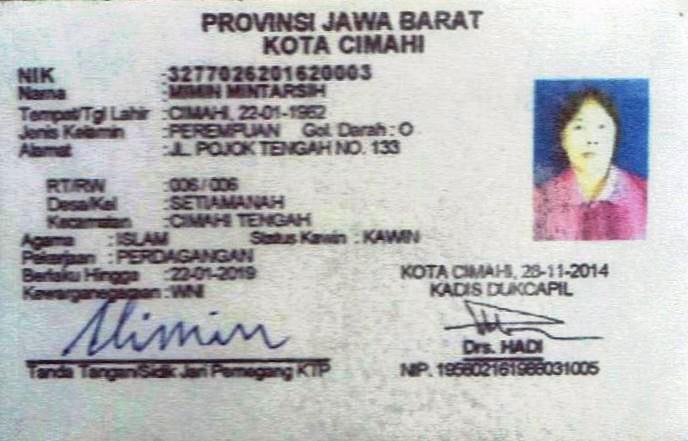 PROVINSI JAWA BARAT
KOTA CIMAHI
NIK :3277026201620003
Nama :MIMIN MINTARSIH
Tempat/Tgl Lahir :CIMAHI, 22-01-1962
Jenis Kelamin :PEREMPUAN Gol. Darah : O
Alamat :JL. POJOK TENGAH NO. 133
RT/RW :006 / 006
Desa/Kel :SETIAMANAH
Kecamatan :CIMAHI TENGAH
Agama : ISLAM Status Kawin : KAWIN
Pekerjaan : PERDAGANGAN
Berlaku Hingga :22-01-2019
Kewarganegaraan :WNI
KOTA CIMAHI, 28-11-2014
KADIS DUKCAPIL
Mimin
Drs. HADI
Tanda Tangan/Sidik Jari Pemegang KTP
NIP. 195602161988031005